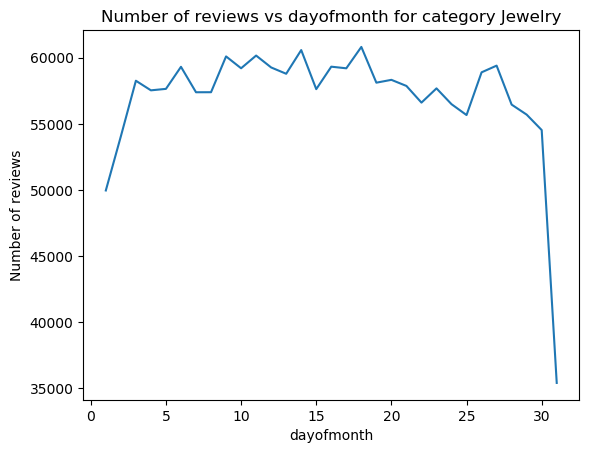 Number of reviews vs dayofmonth for category Jewelry
60000
55000
50000
45000
40000
35000
Number of reviews
0 5 10 15 20 25 30
dayofmonth